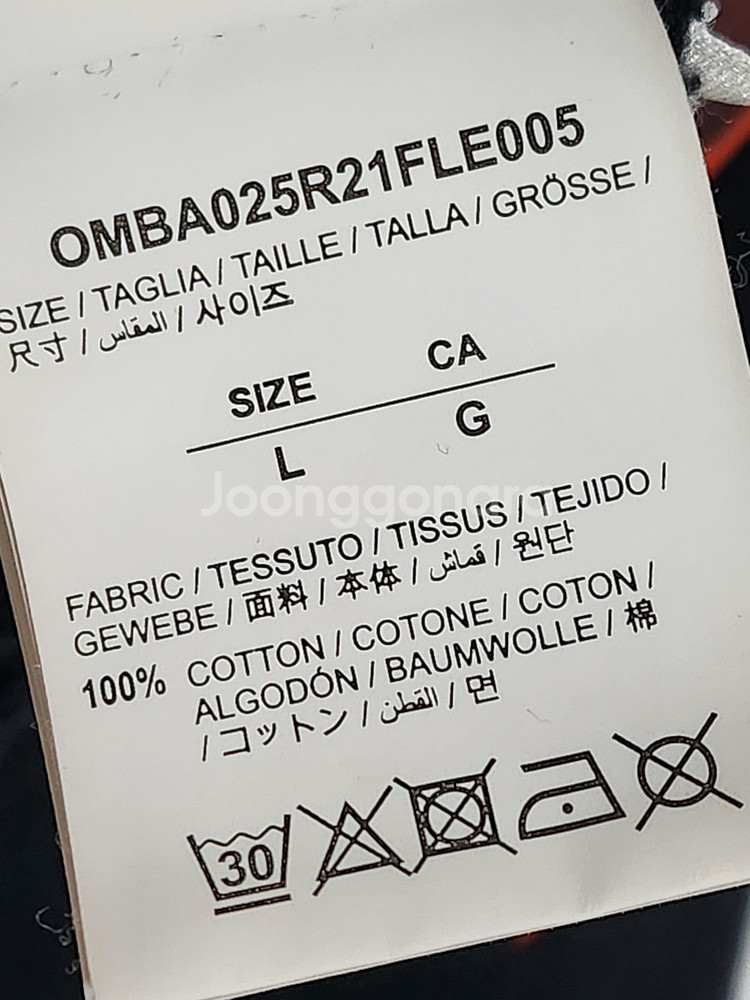 OMBA025R21FLE005
SIZE / TAGLIA / TAILLE / TALLA / GRÖSSE /
尺寸 / المقاس / 사이즈
SIZE CA
L G
Joonggonara
FABRIC / TESSUTO / TISSUS / TEJIDO /
GEWEBE / 面料 / 本体 / قماش / 원단
100% COTTON / COTONE / COTON /
ALGODÓN / BAUMWOLLE / 棉
/ コットン / القطن / 면
30